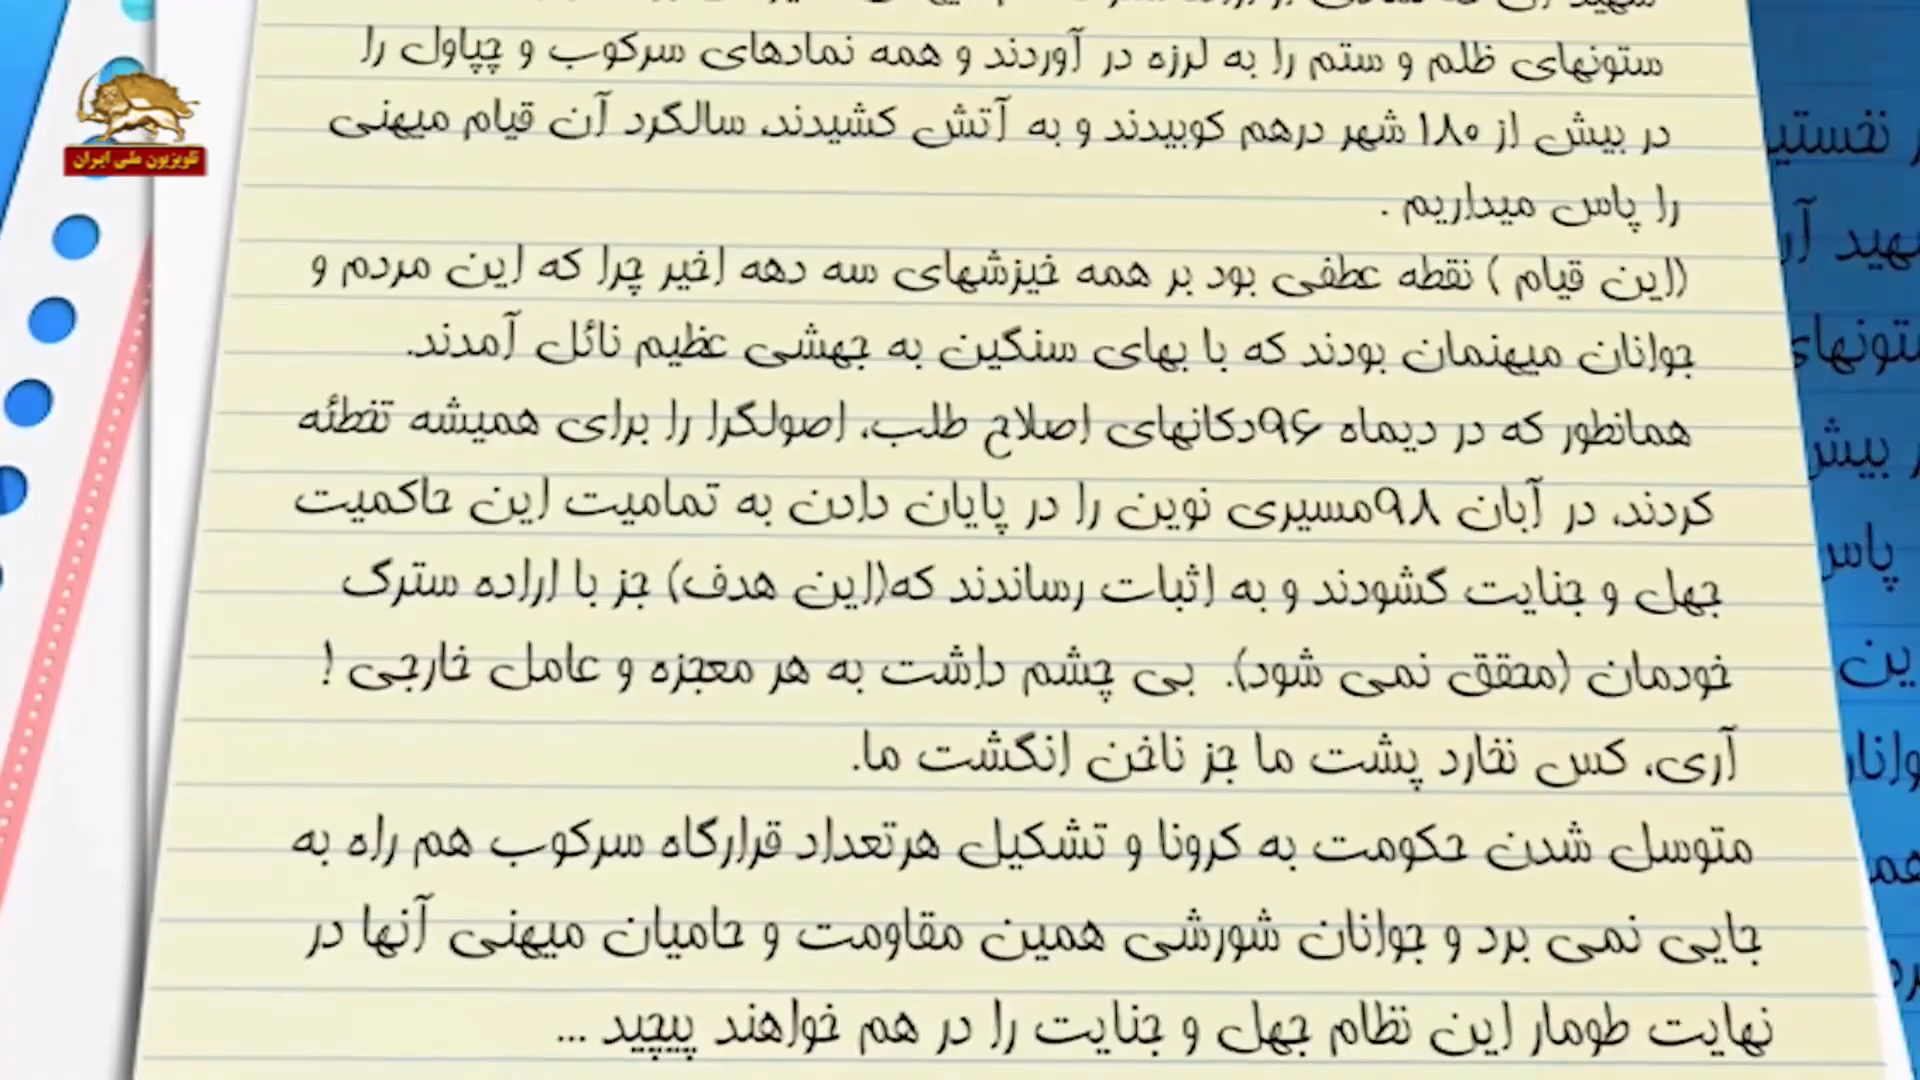 ستونهای ظلم و ستم را به لرزه در آوردند و همه نمادهای سرکوب و چپاول را
در بیش از ۱۸۰ شهر درهم کوبیدند و به آتش کشیدند، سالگرد آن قیام میهنی
را پاس میداریم .
(این قیام ) نقطه عطفی بود بر همه خیزشهای سه دهه اخیر چرا که این مردم و
جوانان میهنمان بودند که با بهای سنگین به جهشی عظیم نائل آمدند.
همانطور که در دیماه ۹۶دکانهای اصلاح طلب، اصولگرا را برای همیشه تخطئه
کردند، در آبان ۹۸مسیری نوین را در پایان دادن به تمامیت این حاکمیت
جهل و جنایت گشودند و به اثبات رساندند که(این هدف) جز با اراده سترگ
خودمان (محقق نمی شود). بی چشم داشت به هر معجزه و عامل خارجی !
آری، کس نخارد پشت ما جز ناخن انگشت ما.
متوسل شدن حکومت به کرونا و تشکیل هرتعداد قرارگاه سرکوب هم راه به
جایی نمی برد و جوانان شورشی همین مقاومت و حامیان میهنی آنها در
نهایت طومار این نظام جهل و جنایت را در هم خواهند پیچید ...
تلویزیون ملی ایران